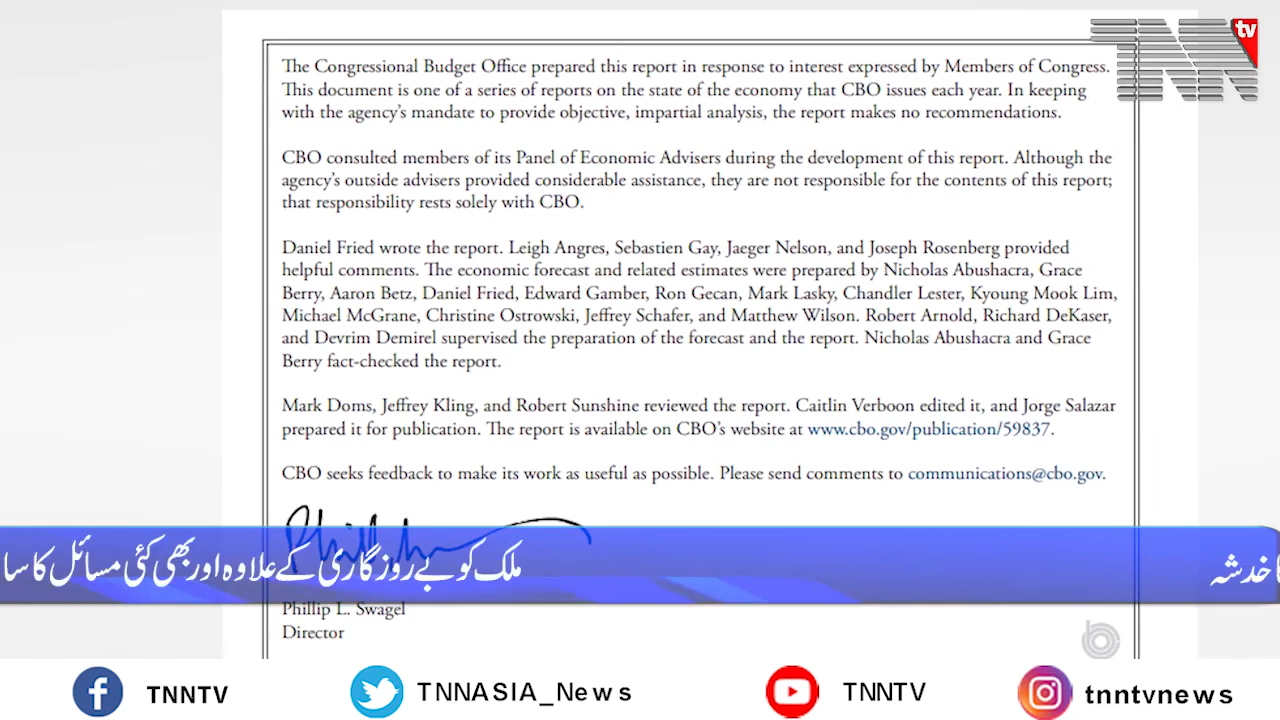 TNN tv
The Congressional Budget Office prepared this report in response to interest expressed by Members of Congress.
This document is one of a series of reports on the state of the economy that CBO issues each year. In keeping
with the agency's mandate to provide objective, impartial analysis, the report makes no recommendations.
CBO consulted members of its Panel of Economic Advisers during the development of this report. Although the
agency's outside advisers provided considerable assistance, they are not responsible for the contents of this report;
that responsibility rests solely with CBO.
Daniel Fried wrote the report. Leigh Angres, Sebastien Gay, Jaeger Nelson, and Joseph Rosenberg provided
helpful comments. The economic forecast and related estimates were prepared by Nicholas Abushacra, Grace
Berry, Aaron Betz, Daniel Fried, Edward Gamber, Ron Gecan, Mark Lasky, Chandler Lester, Kyoung Mook Lim,
Michael McGrane, Christine Ostrowski, Jeffrey Schafer, and Matthew Wilson. Robert Arnold, Richard DeKaser,
and Devrim Demirel supervised the preparation of the forecast and the report. Nicholas Abushacra and Grace
Berry fact-checked the report.
Mark Doms, Jeffrey Kling, and Robert Sunshine reviewed the report. Caitlin Verboon edited it, and Jorge Salazar
prepared it for publication. The report is available on CBO's website at www.cbo.gov/publication/59837.
CBO seeks feedback to make its work as useful as possible. Please send comments to communications@cbo.gov.
خدشہ ملک کو بے روزگاری کے علاوہ اور بھی کئی مسائل کا
Phillip L. Swagel
Director
TNNTV TNNASIA_News TNNTV tnntvnews